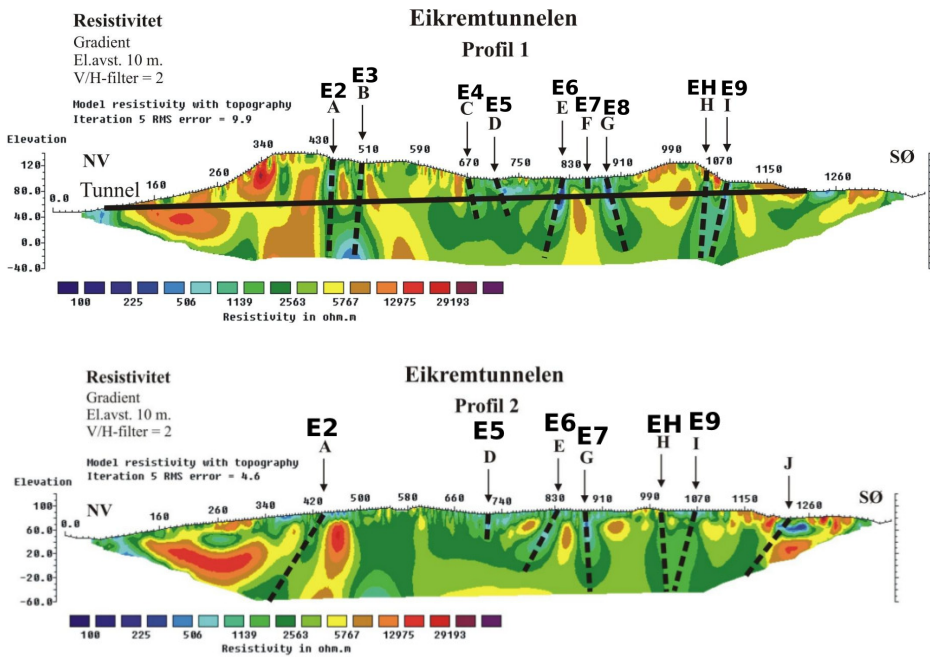 Eikremtunnelen
Profil 1
Resistivitet
Gradient
El.avst. 10 m.
V/H-filter = 2
Model resistivity with topography
Iteration 5 RMS error = 9.9
E2 E3 E4 E5 E6 E7 E8 EH E9
A B C D E F G H I
Elevation
NV
SØ
Tunnel
120
80.0
40.0
0.0
-40.0
0.0 160 260 340 430 510 590 670 750 830 910 990 1070 1150 1260
100 225 506 1139 2563 5767 12975 29193
Resistivity in ohm.m
Eikremtunnelen
Profil 2
Resistivitet
Gradient
El.avst. 10 m.
V/H-filter = 2
Model resistivity with topography
Iteration 5 RMS error = 4.6
E2 E5 E6 E7 EH E9
A D E G H I J
Elevation
NV
SØ
100
60.0
20.0
-20.0
-60.0
0.0 160 260 340 420 500 580 660 740 830 910 990 1070 1150 1260
100 225 506 1139 2563 5767 12975 29193
Resistivity in ohm.m